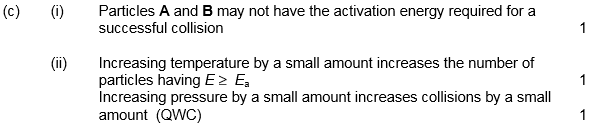 (c) (i) Particles A and B may not have the activation energy required for a
successful collision 1
(ii) Increasing temperature by a small amount increases the number of
particles having E ≥ Ea 1
Increasing pressure by a small amount increases collisions by a small
amount (QWC) 1